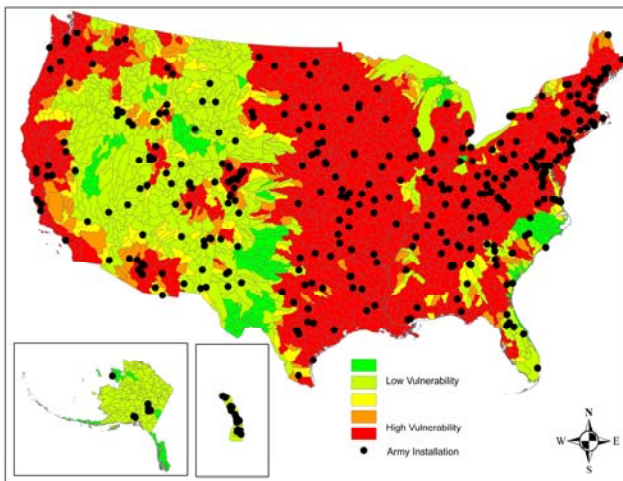 Low Vulnerability
High Vulnerability
Army Installation
N
W E
S